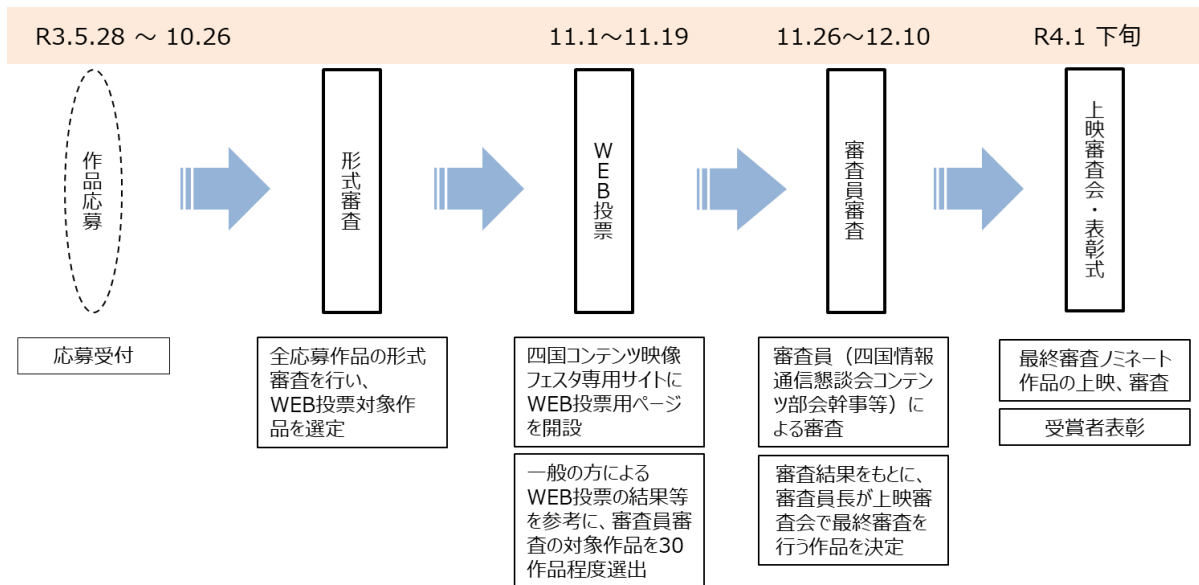 R3.5.28 ～ 10.26
11.1～11.19
11.26～12.10
R4.1 下旬
作品応募
形式審査
WEB投票
審査員審査
上映審査会・表彰式
応募受付
全応募作品の形式
審査を行い、
WEB投票対象作
品を選定
四国コンテンツ映像
フェスタ専用サイトに
WEB投票用ページ
を開設
一般の方による
WEB投票の結果等
を参考に、審査員審
査の対象作品を30
作品程度選出
審査員（四国情報
通信懇談会コンテン
ツ部会幹事等）に
よる審査
審査結果をもとに、
審査員長が上映審
査会で最終審査を
行う作品を決定
最終審査ノミネート
作品の上映、審査
受賞者表彰